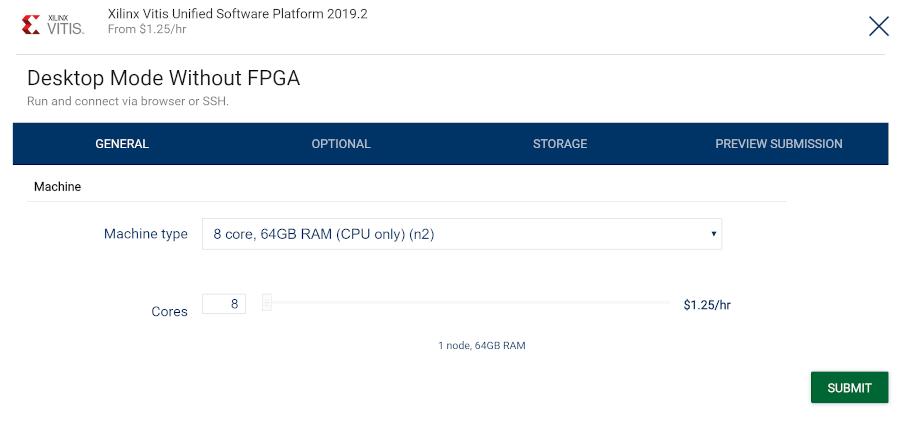 XILINX
VITIS.
Xilinx Vitis Unified Software Platform 2019.2
From $1.25/hr
Desktop Mode Without FPGA
Run and connect via browser or SSH.
GENERAL OPTIONAL STORAGE PREVIEW SUBMISSION
Machine
Machine type 8 core, 64GB RAM (CPU only) (n2)
Cores 8 $1.25/hr
1 node, 64GB RAM
SUBMIT